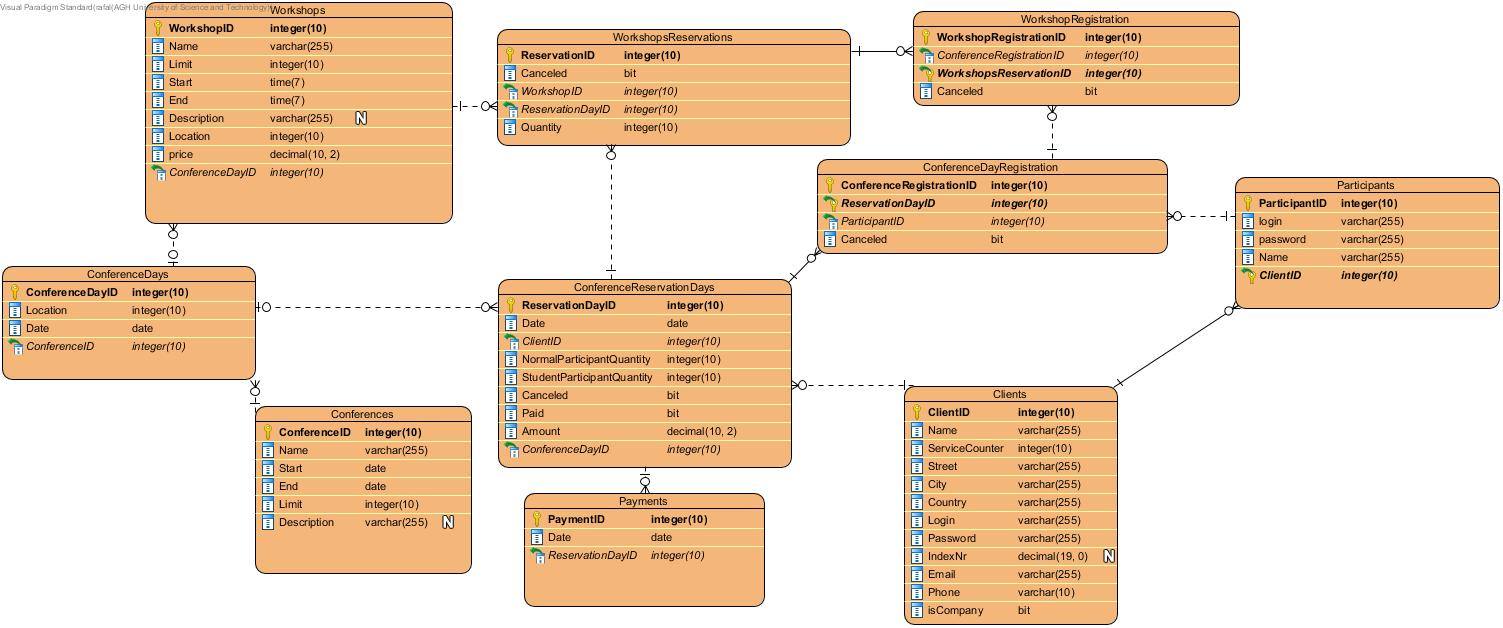 Visual Paradigm Standard(rafal(AGH University of Science and Technology)
Workshops
WorkshopID integer(10)
Name varchar(255)
Limit integer(10)
Start time(7)
End time(7)
Description varchar(255) N
Location integer(10)
price decimal(10, 2)
ConferenceDayID integer(10)
WorkshopsReservations
ReservationID integer(10)
Canceled bit
WorkshopID integer(10)
ReservationDayID integer(10)
Quantity integer(10)
WorkshopRegistration
WorkshopRegistrationID integer(10)
ConferenceRegistrationID integer(10)
WorkshopsReservationID integer(10)
Canceled bit
ConferenceDayRegistration
ConferenceRegistrationID integer(10)
ReservationDayID integer(10)
ParticipantID integer(10)
Canceled bit
Participants
ParticipantID integer(10)
login varchar(255)
password varchar(255)
Name varchar(255)
ClientID integer(10)
ConferenceDays
ConferenceDayID integer(10)
Location integer(10)
Date date
ConferenceID integer(10)
ConferenceReservationDays
ReservationDayID integer(10)
Date date
ClientID integer(10)
NormalParticipantQuantity integer(10)
StudentParticipantQuantity integer(10)
Canceled bit
Paid bit
Amount decimal(10, 2)
ConferenceDayID integer(10)
Conferences
ConferenceID integer(10)
Name varchar(255)
Start date
End date
Limit integer(10)
Description varchar(255) N
Payments
PaymentID integer(10)
Date date
ReservationDayID integer(10)
Clients
ClientID integer(10)
Name varchar(255)
ServiceCounter integer(10)
Street varchar(255)
City varchar(255)
Country varchar(255)
Login varchar(255)
Password varchar(255)
IndexNr decimal(19, 0) N
Email varchar(255)
Phone varchar(10)
isCompany bit